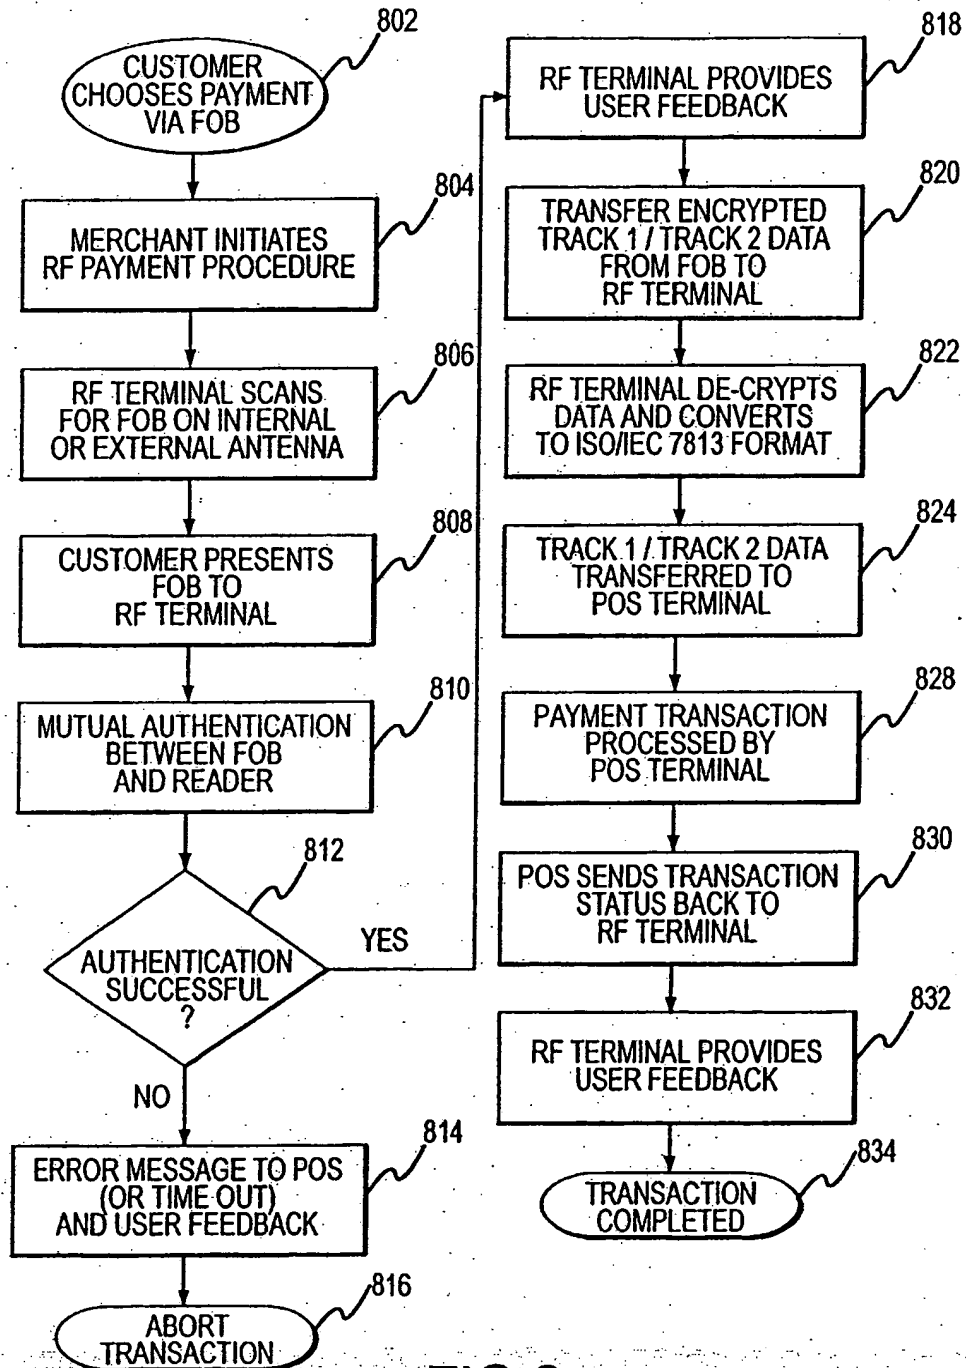 802
CUSTOMER
CHOOSES PAYMENT
VIA FOB
804
MERCHANT INITIATES
RF PAYMENT PROCEDURE
806
RF TERMINAL SCANS
FOR FOB ON INTERNAL
OR EXTERNAL ANTENNA
808
CUSTOMER PRESENTS
FOB TO
RF TERMINAL
810
MUTUAL AUTHENTICATION
BETWEEN FOB
AND READER
812
AUTHENTICATION
SUCCESSFUL
?
YES
NO
814
ERROR MESSAGE TO POS
(OR TIME OUT)
AND USER FEEDBACK
816
ABORT
TRANSACTION
818
RF TERMINAL PROVIDES
USER FEEDBACK
820
TRANSFER ENCRYPTED
TRACK 1 / TRACK 2 DATA
FROM FOB TO
RF TERMINAL
822
RF TERMINAL DE-CRYPTS
DATA AND CONVERTS
TO ISO/IEC 7813 FORMAT
824
TRACK 1 / TRACK 2 DATA
TRANSFERRED TO
POS TERMINAL
828
PAYMENT TRANSACTION
PROCESSED BY
POS TERMINAL
830
POS SENDS TRANSACTION
STATUS BACK TO
RF TERMINAL
832
RF TERMINAL PROVIDES
USER FEEDBACK
834
TRANSACTION
COMPLETED